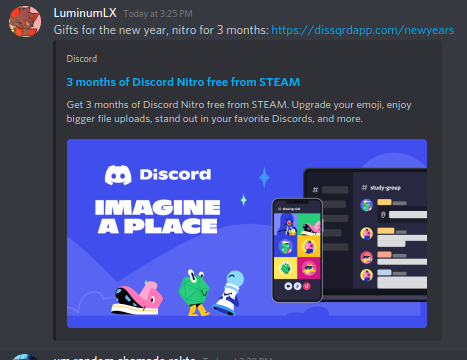 LuminumLX Today at 3:25 PM
Gifts for the new year, nitro for 3 months: https://dissqrdapp.com/newyears
Discord
3 months of Discord Nitro free from STEAM
Get 3 months of Discord Nitro free from STEAM. Upgrade your emoji, enjoy
bigger file uploads, stand out in your favorite Discords, and more.
Discord
IMAGINE
A PLACE
# study-group